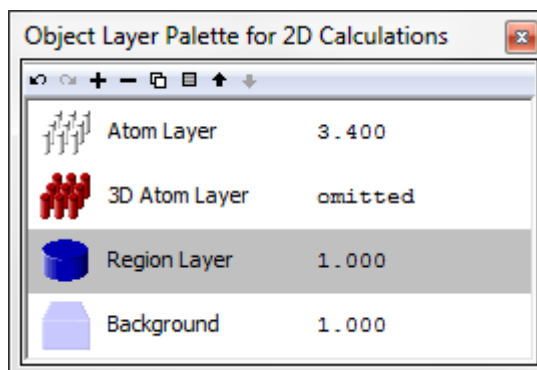 Object Layer Palette for 2D Calculations
Atom Layer 3.400
3D Atom Layer omitted
Region Layer 1.000
Background 1.000